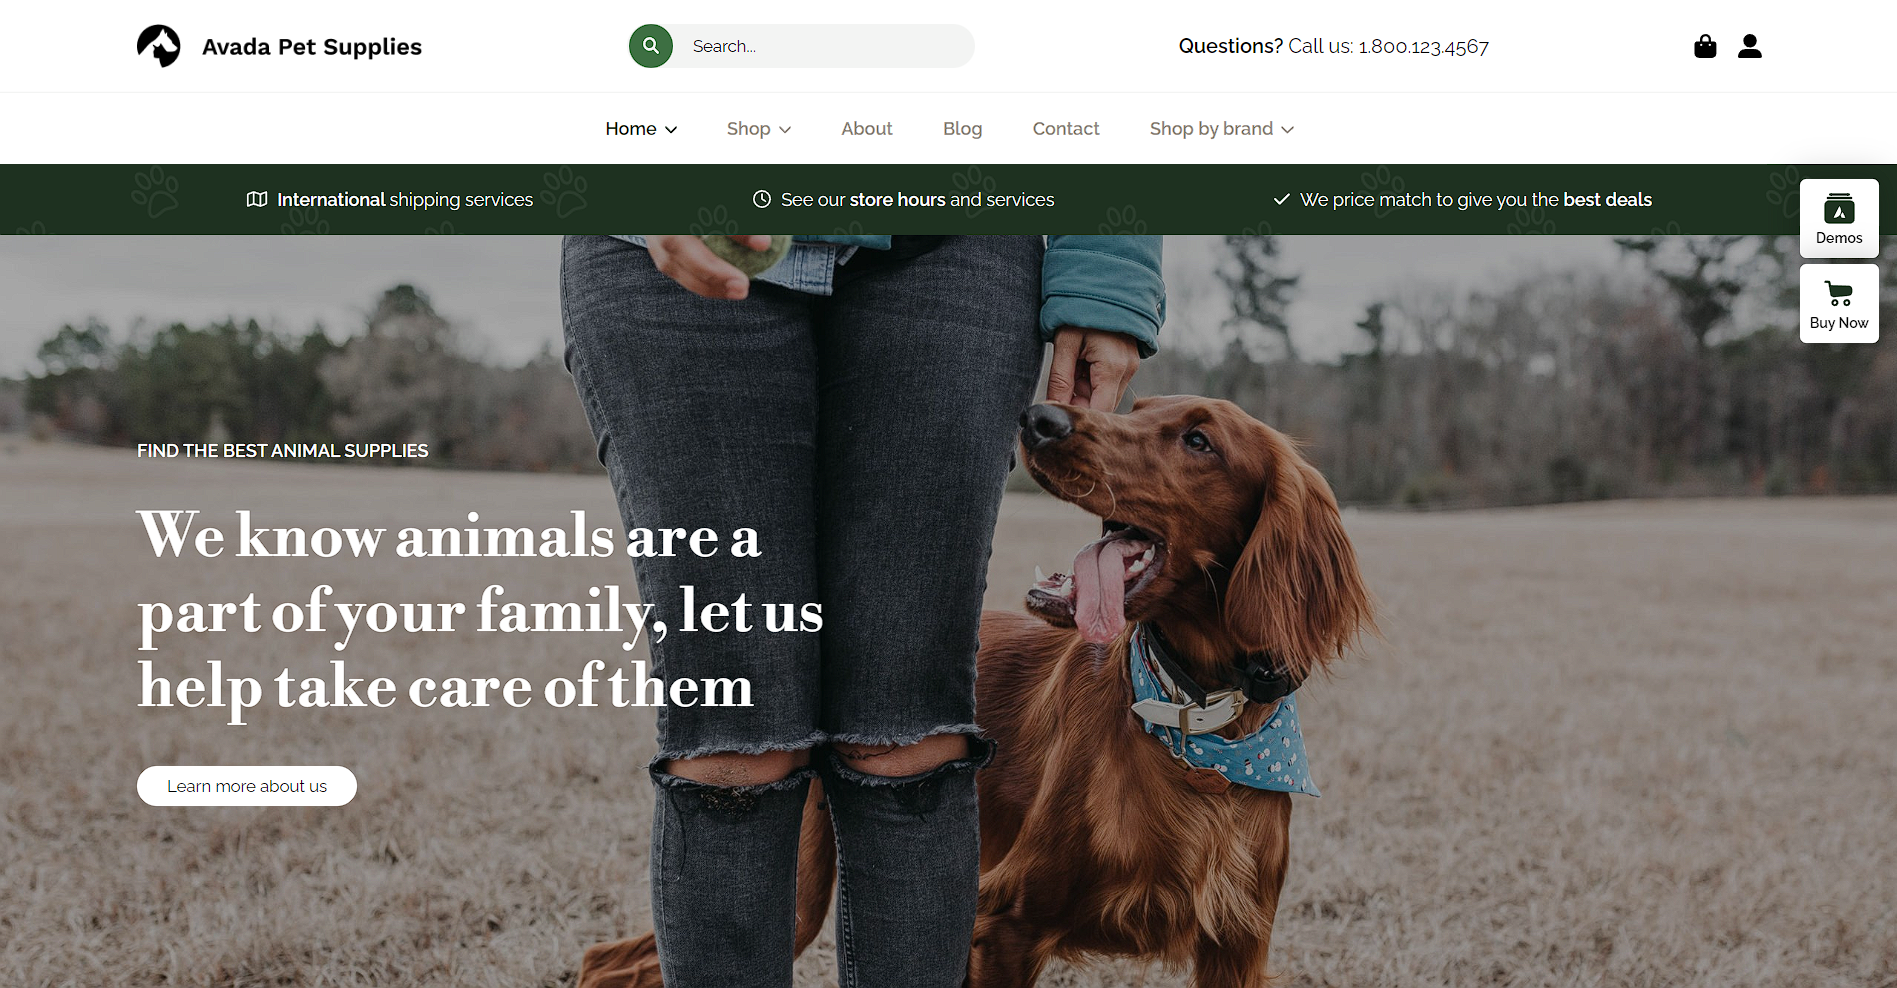 Avada Pet Supplies
Search...
Questions? Call us: 1.800.123.4567
Home
Shop
About
Blog
Contact
Shop by brand
International shipping services
See our store hours and services
We price match to give you the best deals
Demos
Buy Now
FIND THE BEST ANIMAL SUPPLIES
We know animals are a
part of your family, let us
help take care of them
Learn more about us